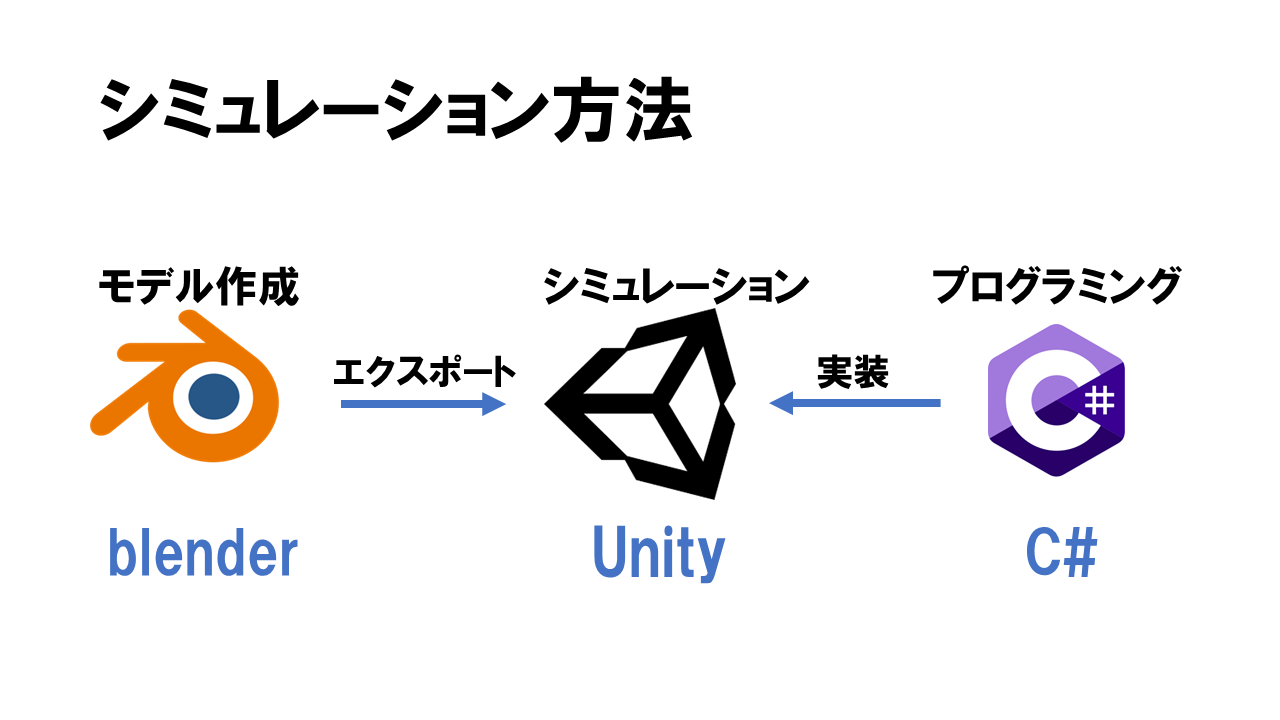 シミュレーション方法
モデル作成
シミュレーション
プログラミング
エクスポート
実装
C#
blender
Unity
C#